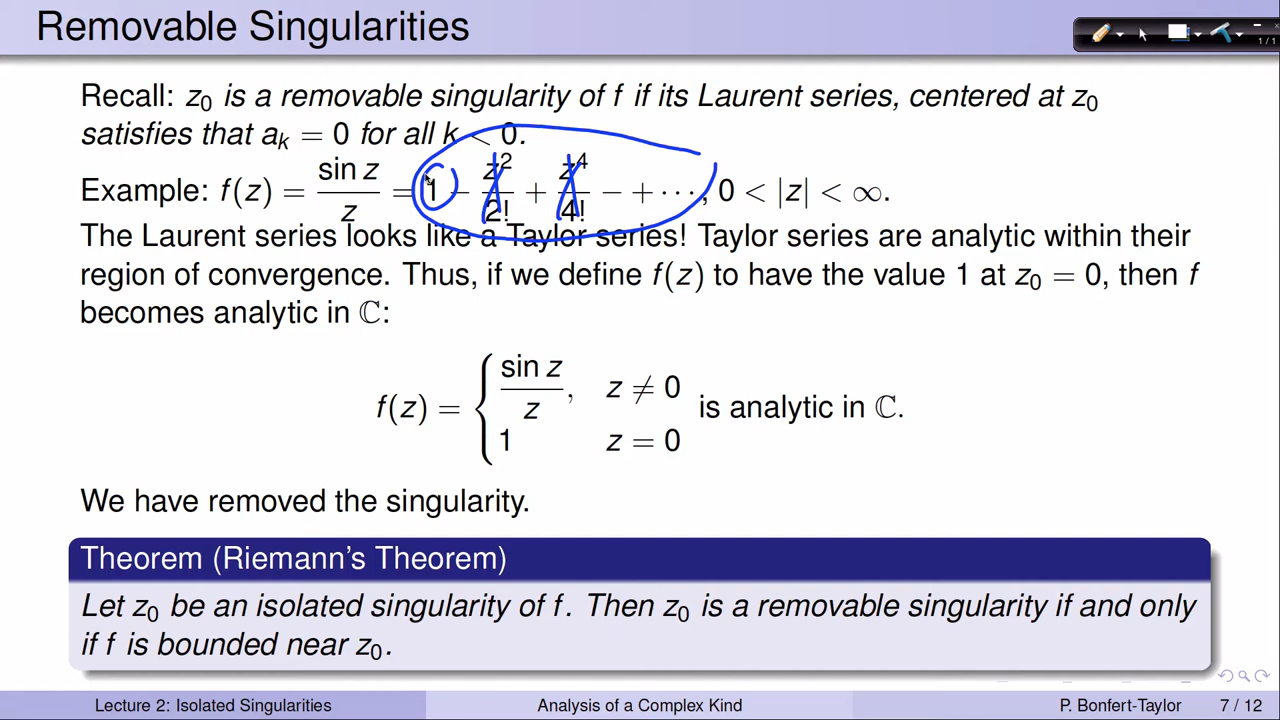 Removable Singularities
1/1
Recall: z₀ is a removable singularity of f if its Laurent series, centered at z₀
satisfies that aₖ = 0 for all k < 0.
Example: f(z) = sin z / z = 1 − z²/2! + z⁴/4! − + ⋯, 0 < |z| < ∞.
The Laurent series looks like a Taylor series! Taylor series are analytic within their
region of convergence. Thus, if we define f(z) to have the value 1 at z₀ = 0, then f
becomes analytic in ℂ:
f(z) = { sin z / z, z ≠ 0
1 z = 0
is analytic in ℂ.
We have removed the singularity.
Theorem (Riemann's Theorem)
Let z₀ be an isolated singularity of f. Then z₀ is a removable singularity if and only
if f is bounded near z₀.
Lecture 2: Isolated Singularities Analysis of a Complex Kind P. Bonfert-Taylor 7 / 12